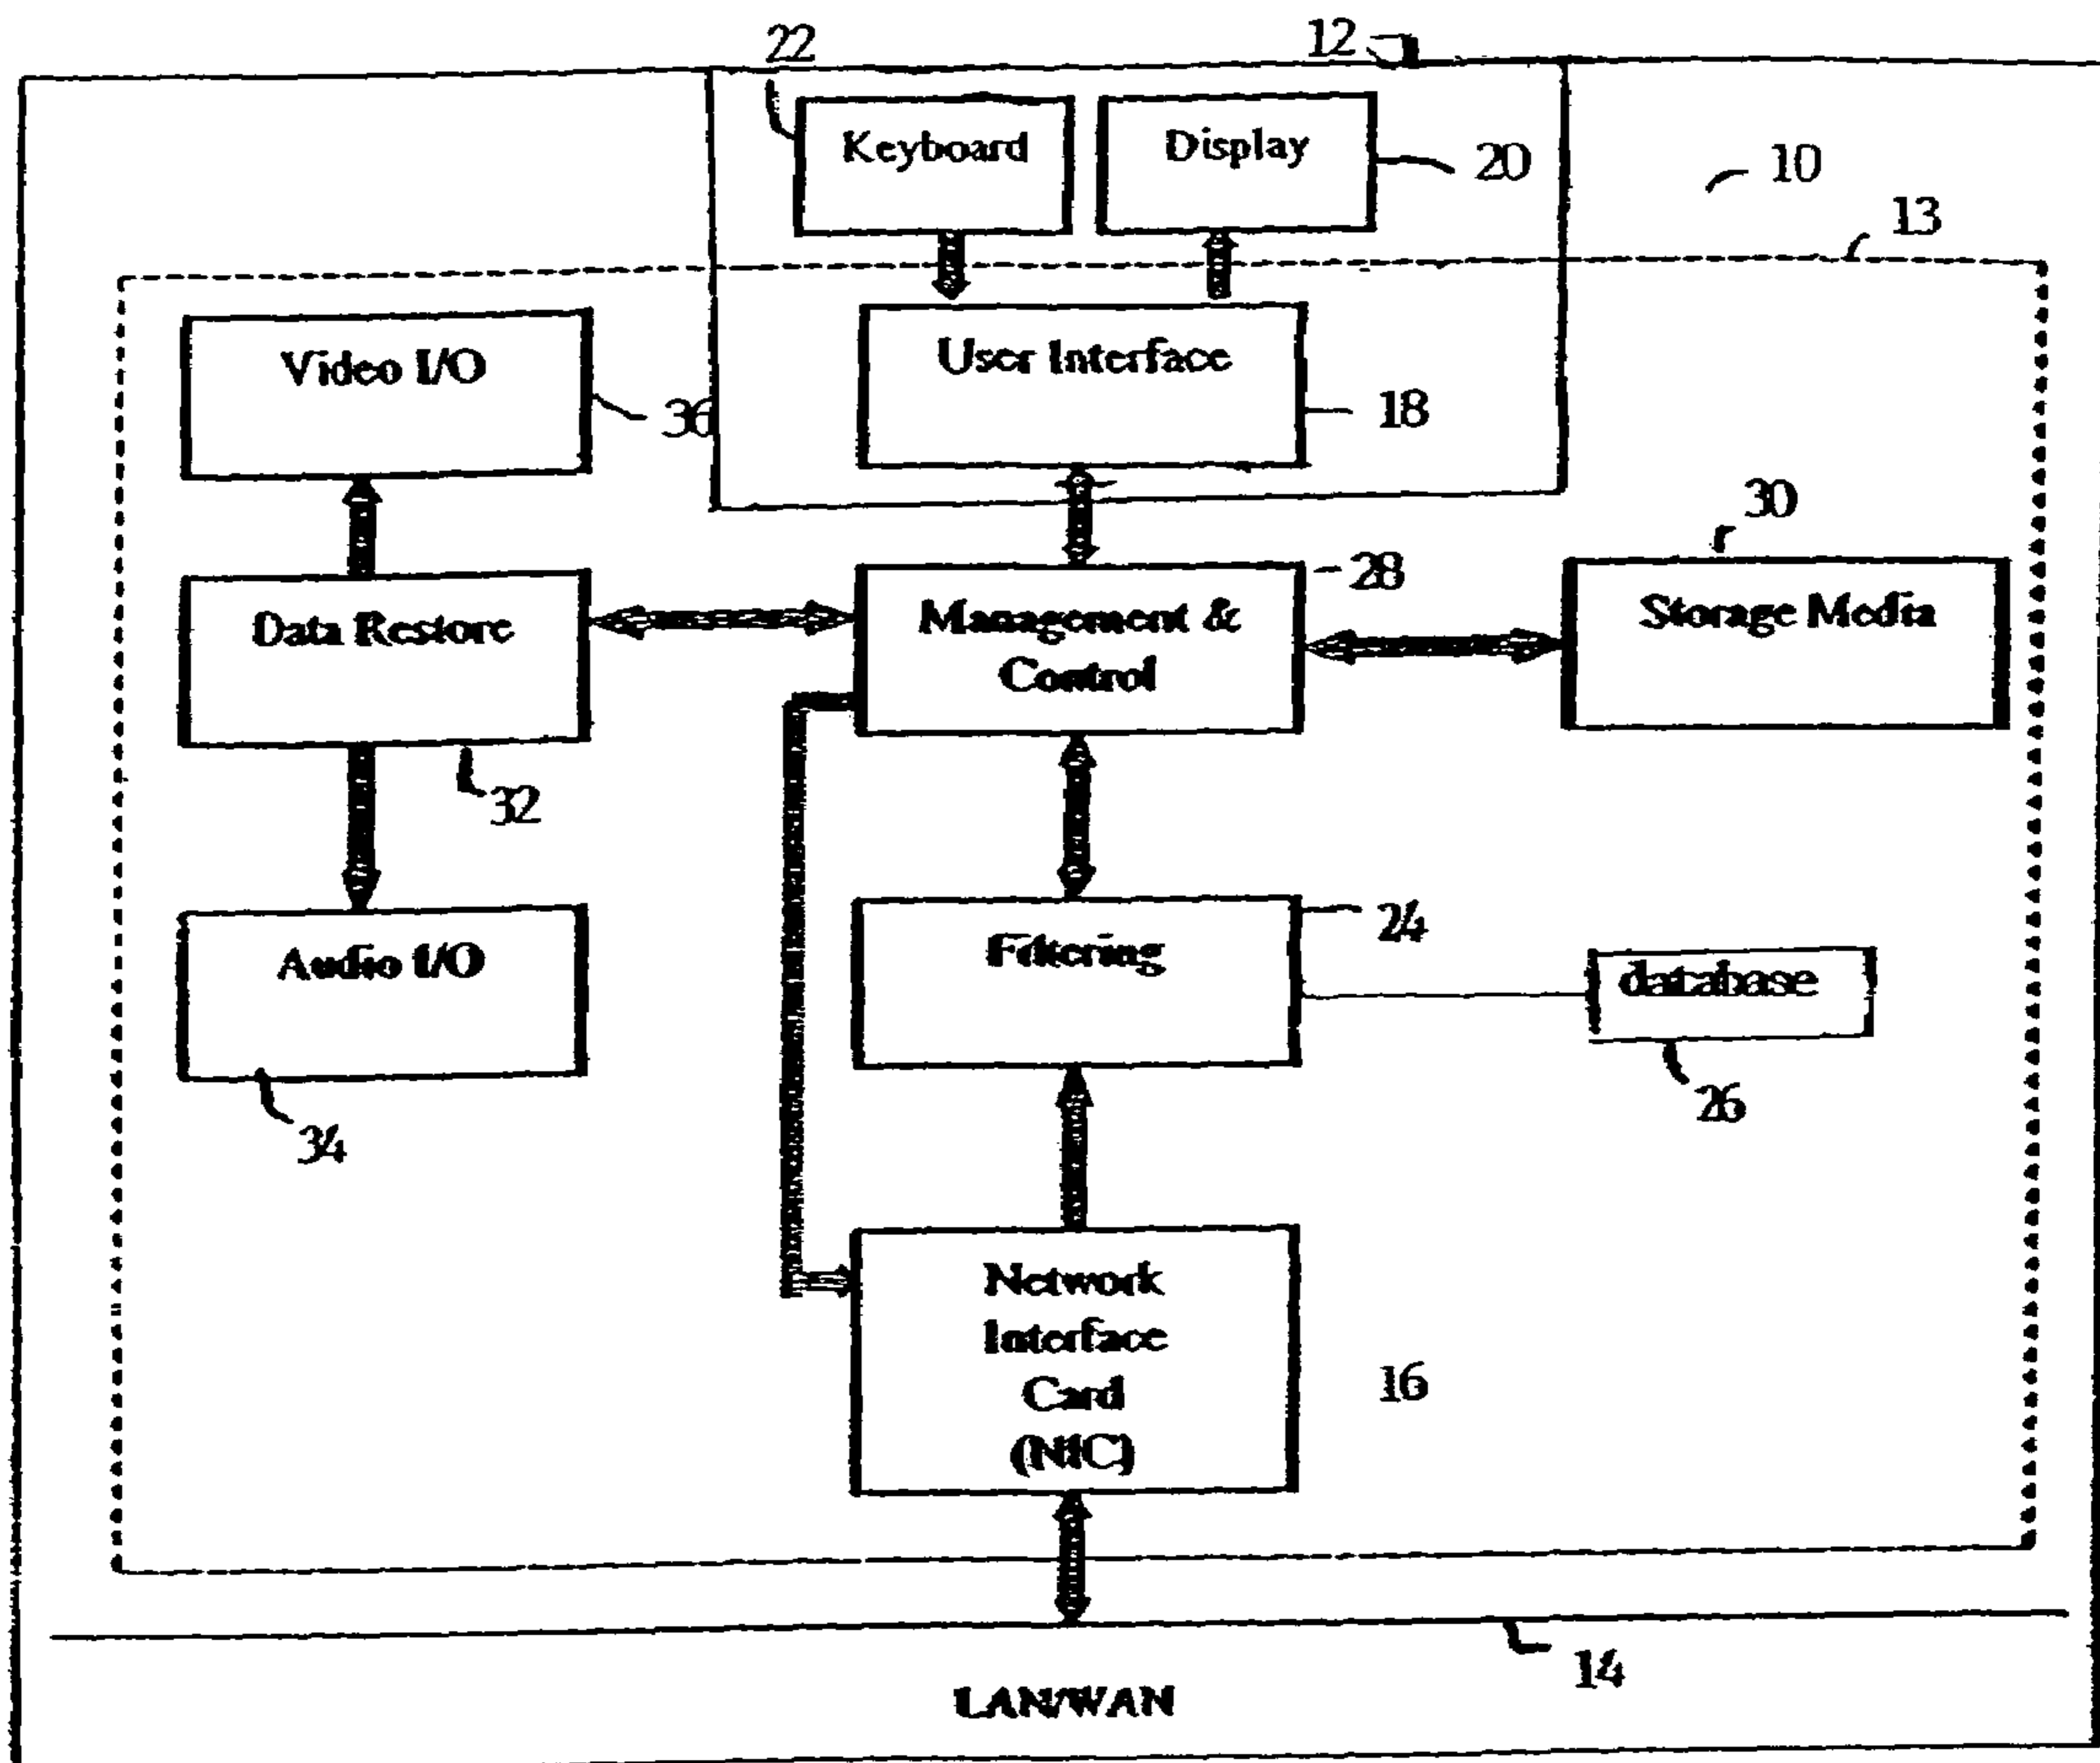 22
12
Keyboard
Display
20
10
13
Video I/O
User Interface
36
18
30
28
Data Restore
Management &
Control
Storage Media
32
24
Filtering
database
Audio I/O
26
34
Network
Interface
Card
(NIC)
16
14
LAN/WAN